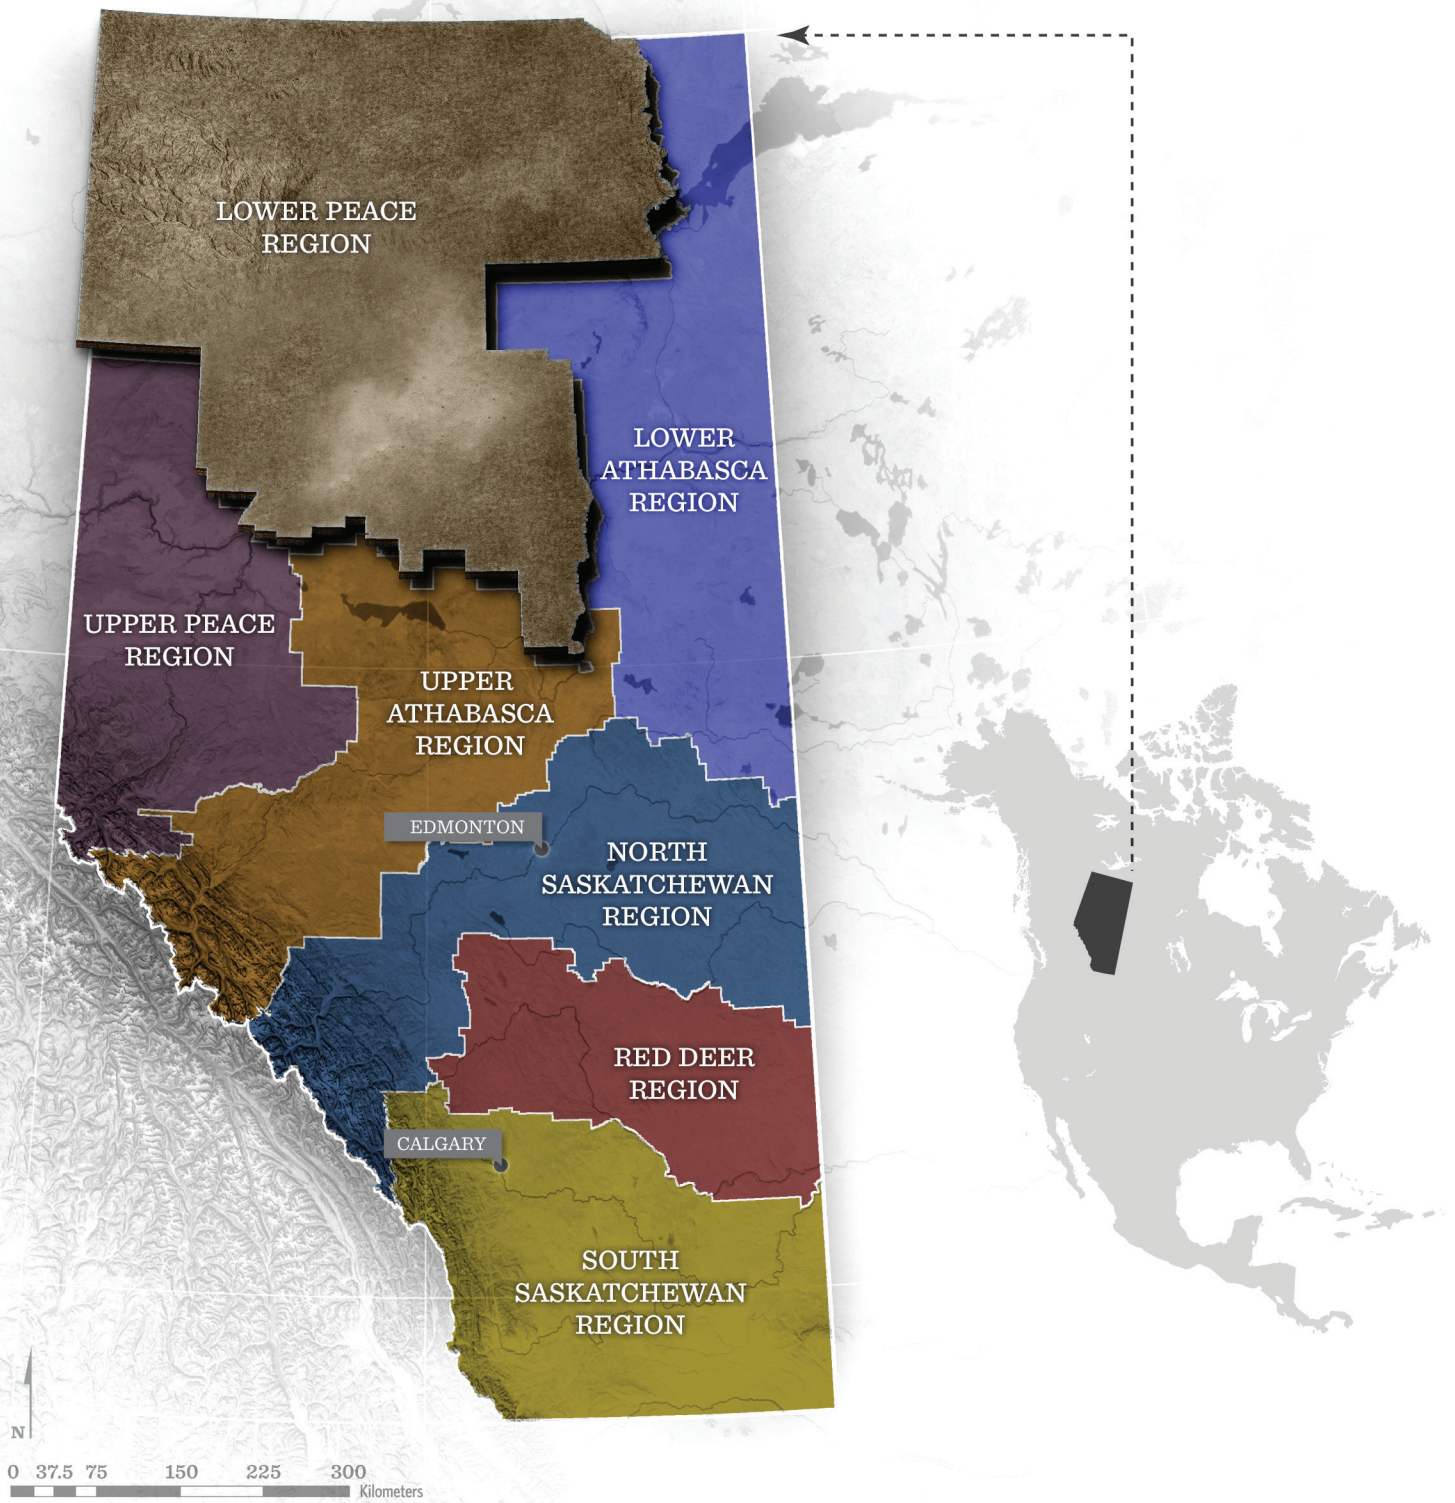 LOWER PEACE
REGION
LOWER
ATHABASCA
REGION
UPPER PEACE
REGION
UPPER
ATHABASCA
REGION
EDMONTON
NORTH
SASKATCHEWAN
REGION
RED DEER
REGION
CALGARY
SOUTH
SASKATCHEWAN
REGION
N
0 37.5 75 150 225 300
Kilometers